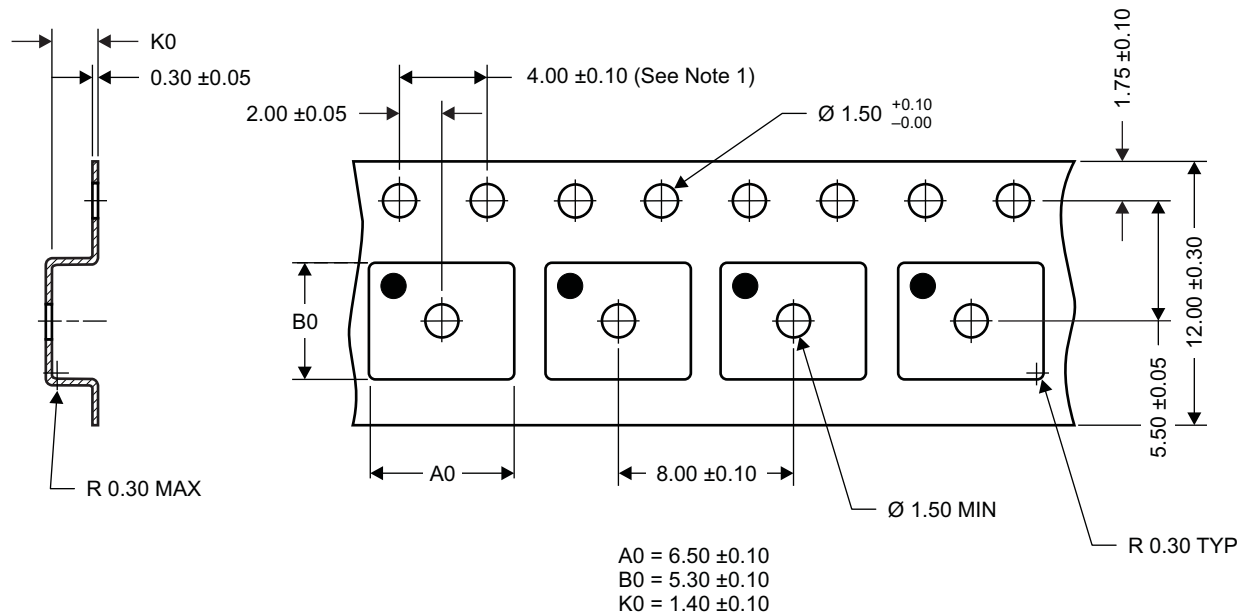 K0
0.30 ±0.05
4.00 ±0.10 (See Note 1)
2.00 ±0.05
Ø 1.50 +0.10 –0.00
1.75 ±0.10
B0
12.00 ±0.30
5.50 ±0.05
R 0.30 MAX
A0
8.00 ±0.10
Ø 1.50 MIN
R 0.30 TYP
A0 = 6.50 ±0.10
B0 = 5.30 ±0.10
K0 = 1.40 ±0.10